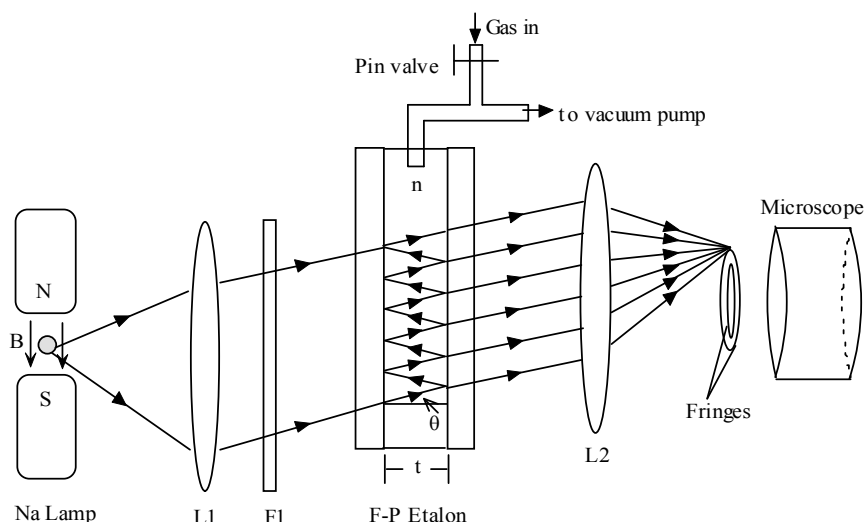 Gas in
Pin valve
to vacuum pump
n
Microscope
N
B
S
θ
Fringes
t
L2
Na Lamp
L1
F1
F-P Etalon